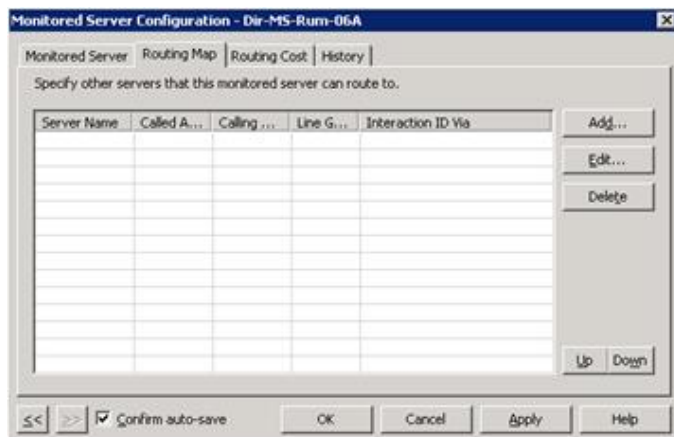 Monitored Server Configuration - Dir-MS-Rum-06A
Monitored Server Routing Map Routing Cost History
Specify other servers that this monitored server can route to.
Server Name Called A... Calling ... Line G... Interaction ID Via
Add...
Edit...
Delete
Up Down
<< >> Confirm auto-save OK Cancel Apply Help